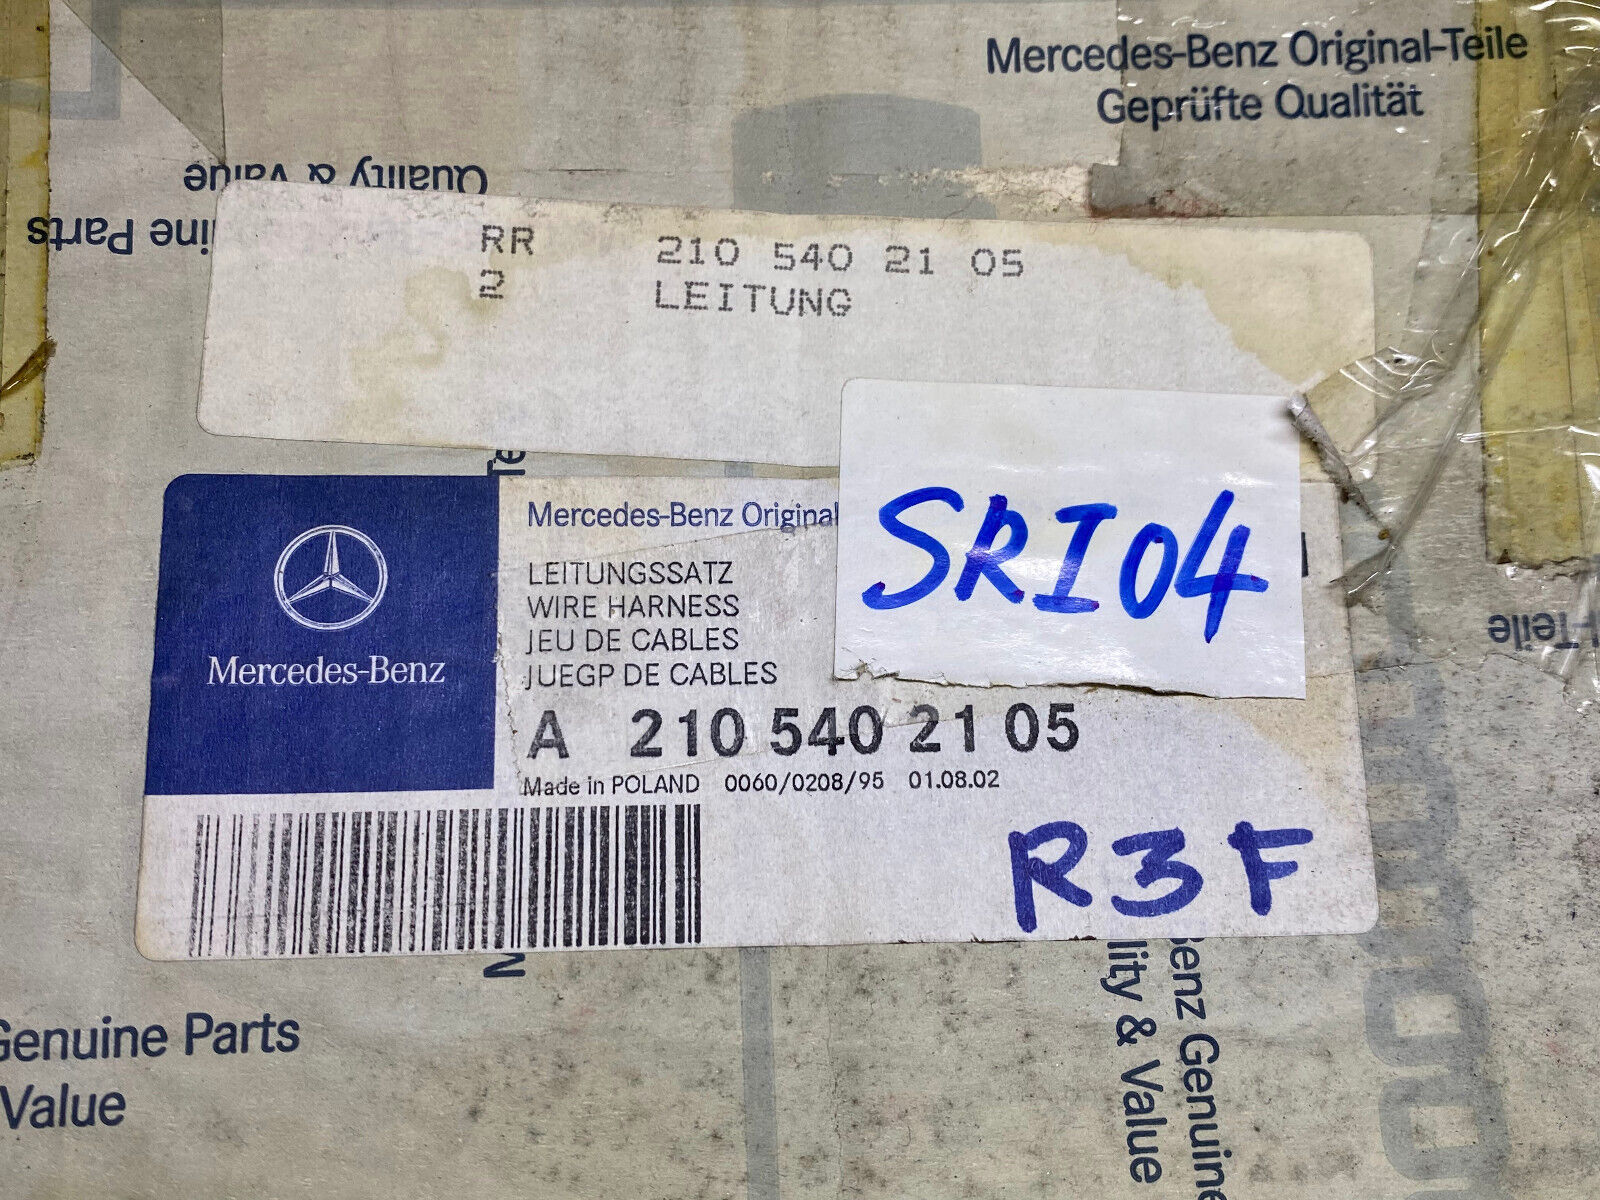 Mercedes-Benz Original-Teile
Geprüfte Qualität
Quality & Value
ine Parts
RR 210 540 21 05
2 LEITUNG
SRI04
Mercedes-Benz Original
LEITUNGSSATZ
WIRE HARNESS
JEU DE CABLES
JUEGP DE CABLES
Mercedes-Benz
A 210 540 21 05
Made in POLAND 0060/0208/95 01.08.02
R3F
Genuine Parts
Value
Benz Genuine
lity & Value
-Teile
Te
M